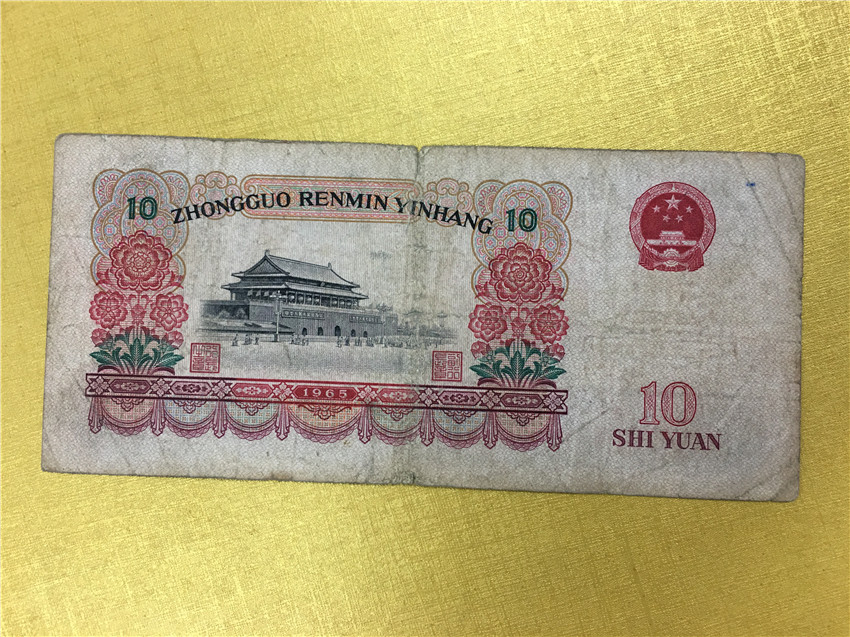 10 ZHONGGUO RENMIN YINHANG 10
1965
10
SHI YUAN